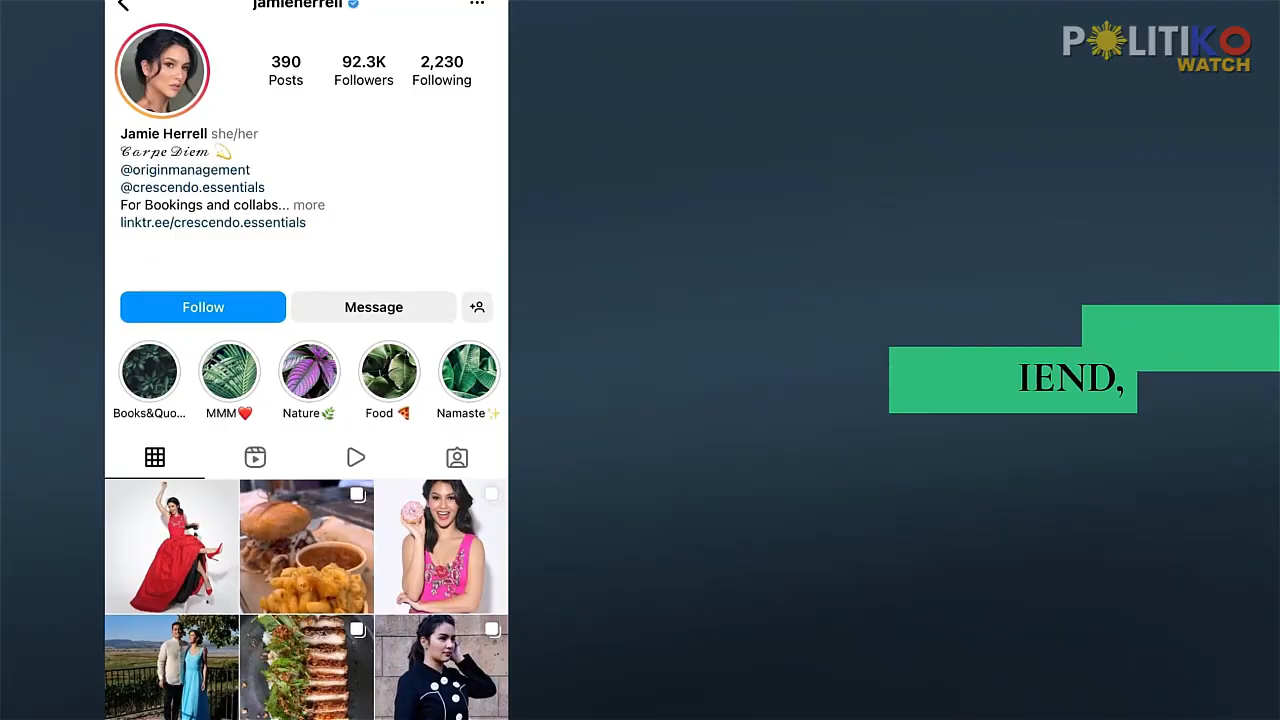 jamieherrell
POLITIKO
WATCH
390
92.3K
2,230
Posts
Followers
Following
Jamie Herrell she/her
𝒞𝒶𝓇𝓅ℯ 𝒟𝒾ℯ𝓂 💫
@originmanagement
@crescendo.essentials
For Bookings and collabs... more
linktr.ee/crescendo.essentials
Follow
Message
IEND,
Books&Quo...
MMM❤️
Nature🌿
Food 🍕
Namaste✨